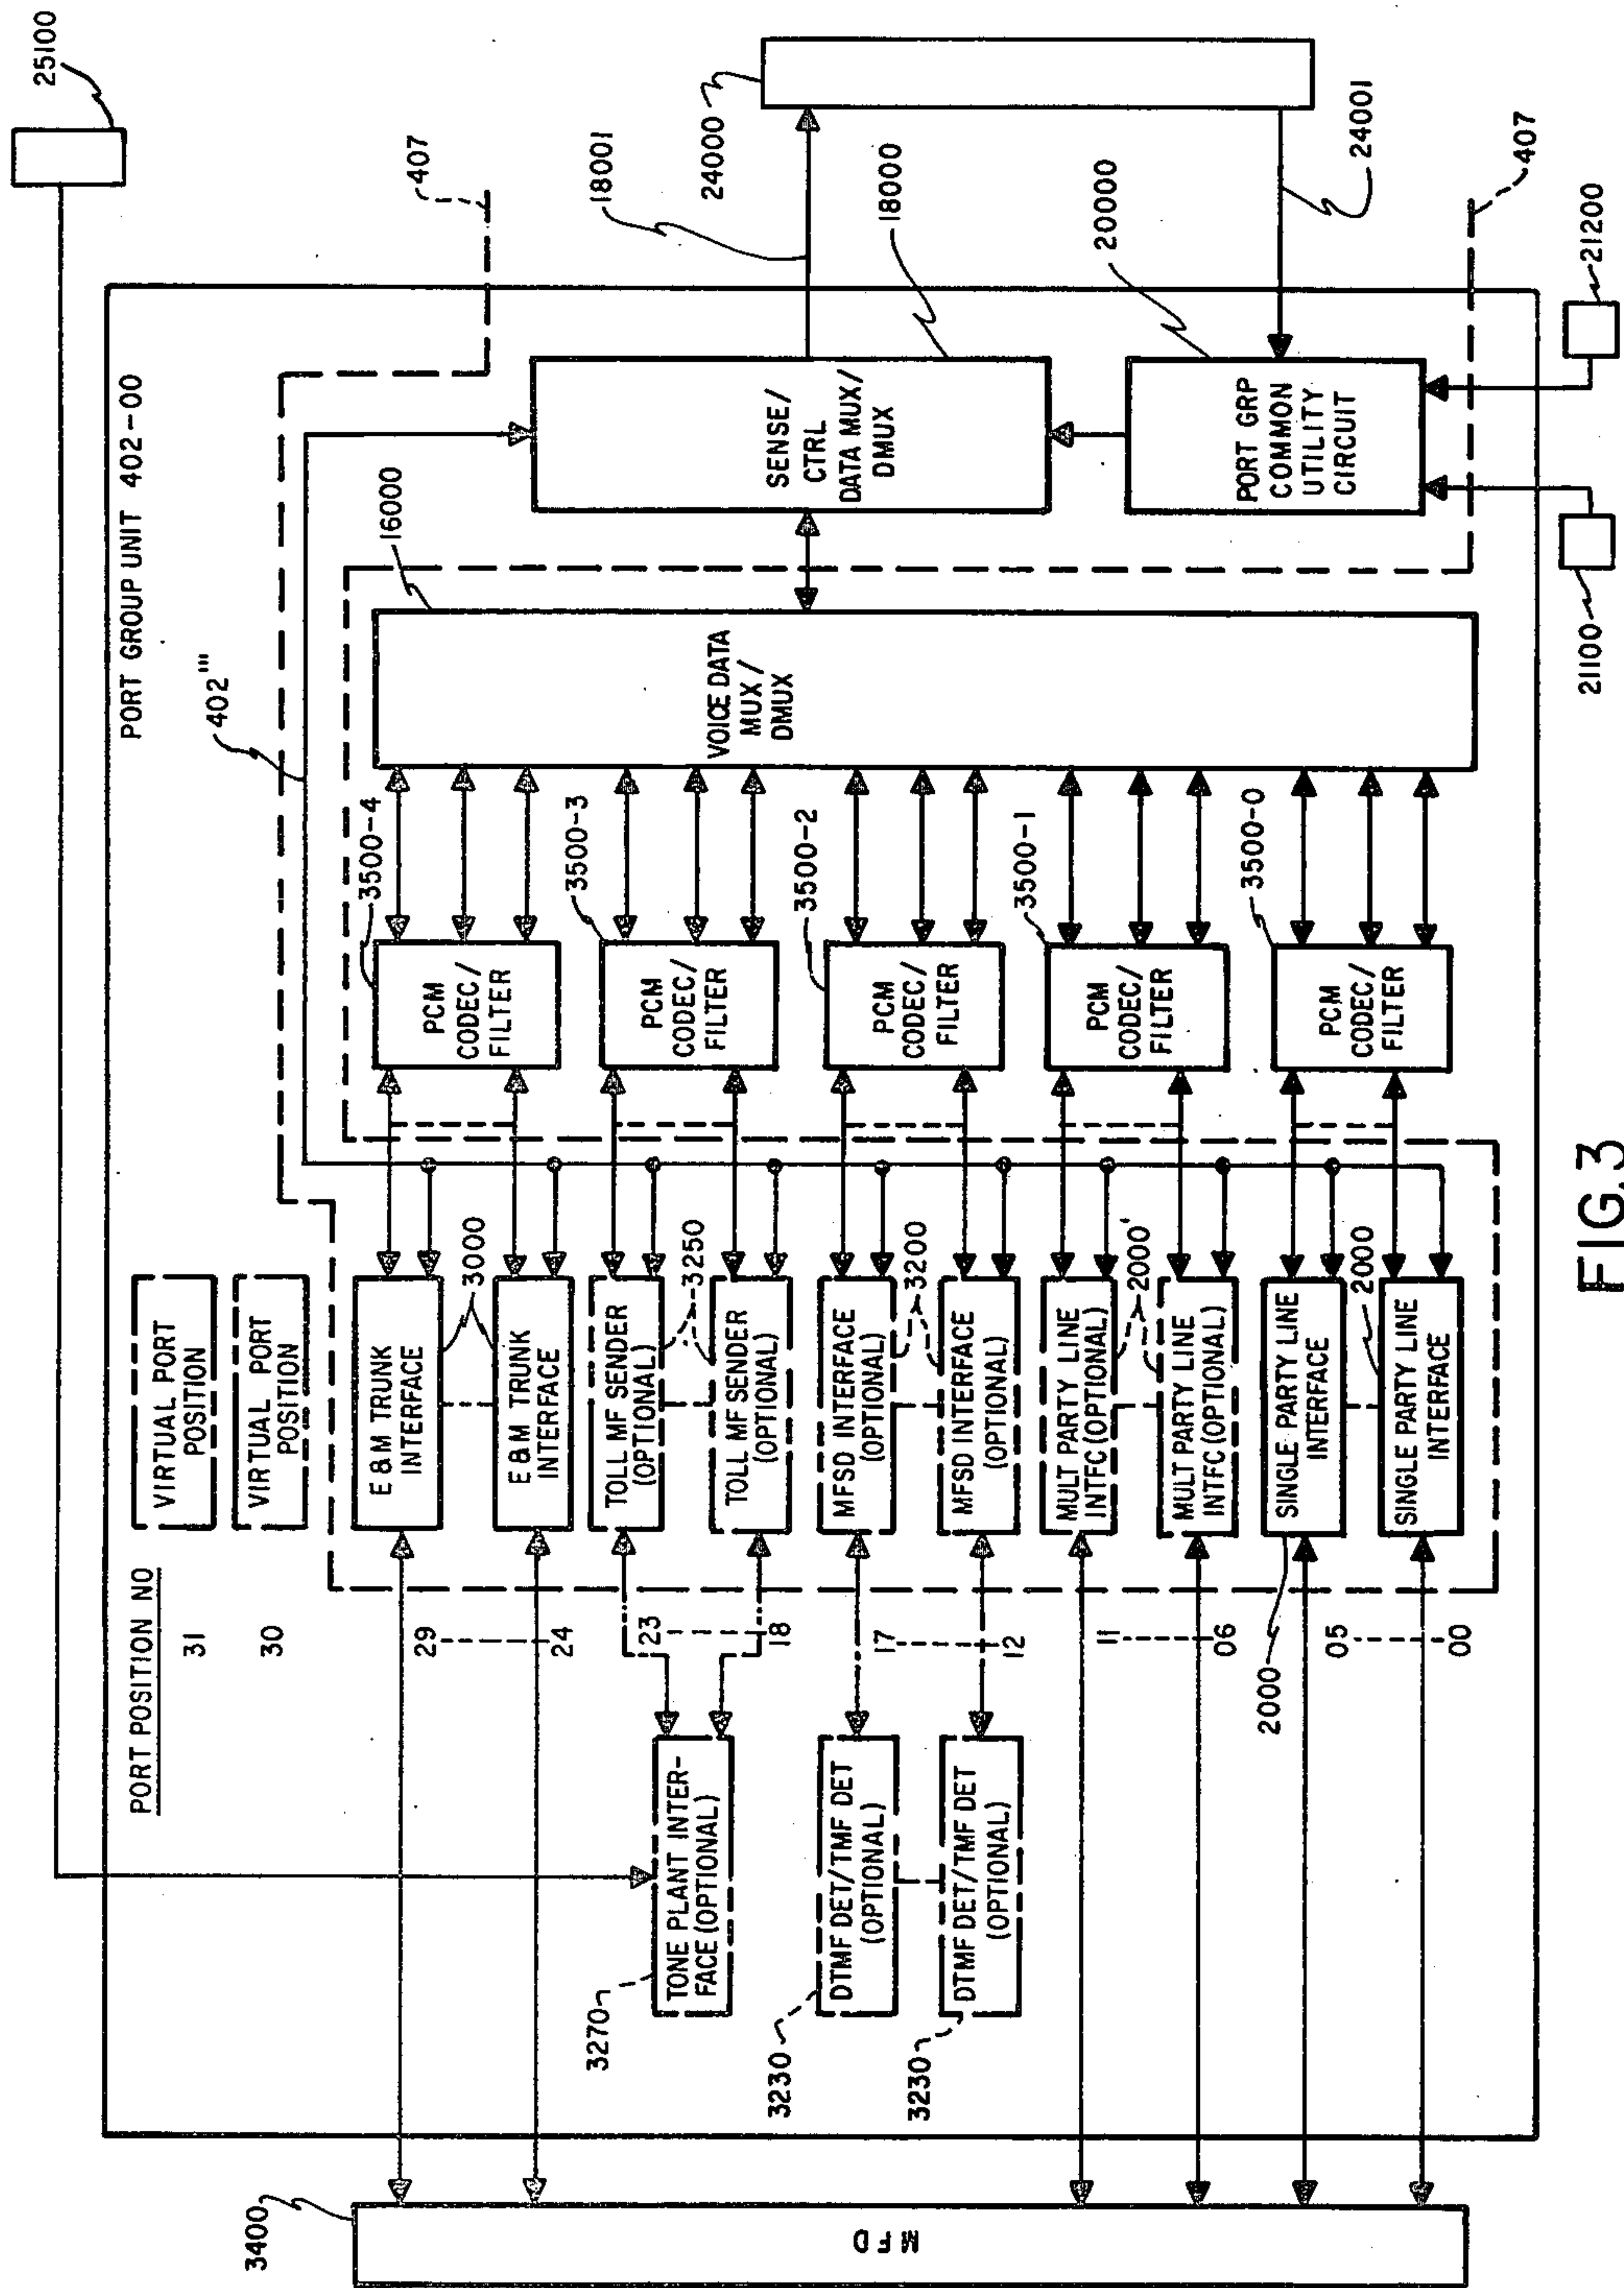 25100
PORT GROUP UNIT 402-00
402'''
407
18001
24000
16000
18000
SENSE/
CTRL
DATA MUX/
DMUX
20000
PORT GRP
COMMON
UTILITY
CIRCUIT
24001
407
21200
21100
VOICE DATA
MUX/
DMUX
3500-4
PCM
CODEC/
FILTER
3500-3
PCM
CODEC/
FILTER
3500-2
PCM
CODEC/
FILTER
3500-1
PCM
CODEC/
FILTER
3500-0
PCM
CODEC/
FILTER
PORT POSITION NO
31
VIRTUAL PORT
POSITION
30
VIRTUAL PORT
POSITION
29
E&M TRUNK
INTERFACE
3000
24
E&M TRUNK
INTERFACE
23
TOLL MF SENDER
(OPTIONAL)
3250
18
TOLL MF SENDER
(OPTIONAL)
17
MFSD INTERFACE
(OPTIONAL)
3200
12
MFSD INTERFACE
(OPTIONAL)
11
MULT PARTY LINE
INTFC (OPTIONAL)
2000'
06
MULT PARTY LINE
INTFC (OPTIONAL)
2000
05
SINGLE PARTY LINE
INTERFACE
2000
00
SINGLE PARTY LINE
INTERFACE
3270
TONE PLANT INTER-
FACE (OPTIONAL)
3230
DTMF DET/TMF DET
(OPTIONAL)
3230
DTMF DET/TMF DET
(OPTIONAL)
3400
MFD
FIG.3